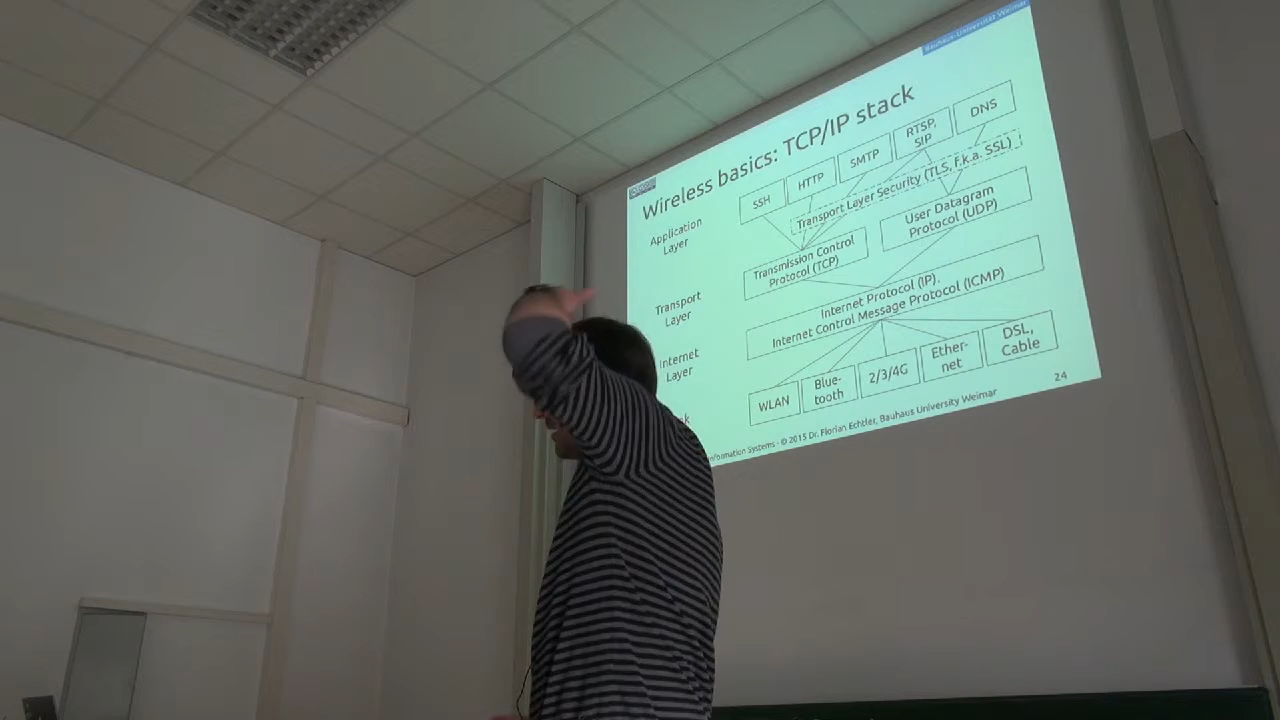 Bauhaus-Universität Weimar
Wireless basics: TCP/IP stack
Application
Layer
SSH
HTTP
SMTP
RTSP,
SIP
DNS
Transport Layer Security (TLS, f.k.a. SSL)
Transport
Layer
Transmission Control
Protocol (TCP)
User Datagram
Protocol (UDP)
Internet
Layer
Internet Protocol (IP),
Internet Control Message Protocol (ICMP)
WLAN
Blue-
tooth
2/3/4G
Ether-
net
DSL,
Cable
Systems - © 2015 Dr. Florian Echtler, Bauhaus University Weimar
24